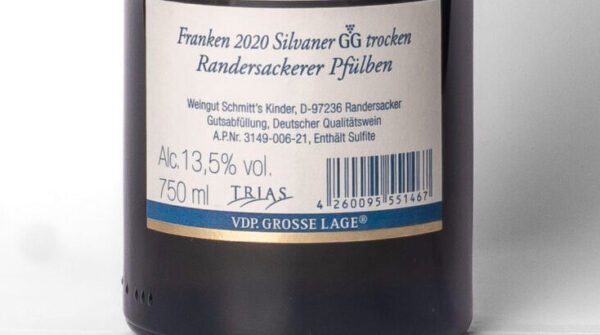 Franken 2020 Silvaner GG trocken
Randersackerer Pfülben
Weingut Schmitt's Kinder, D-97236 Randersacker
Gutsabfüllung, Deutscher Qualitätswein
A.P.Nr. 3149-006-21, Enthält Sulfite
Alc.13,5% vol.
750 ml TRIAS
4 260095 551467
VDP. GROSSE LAGE®